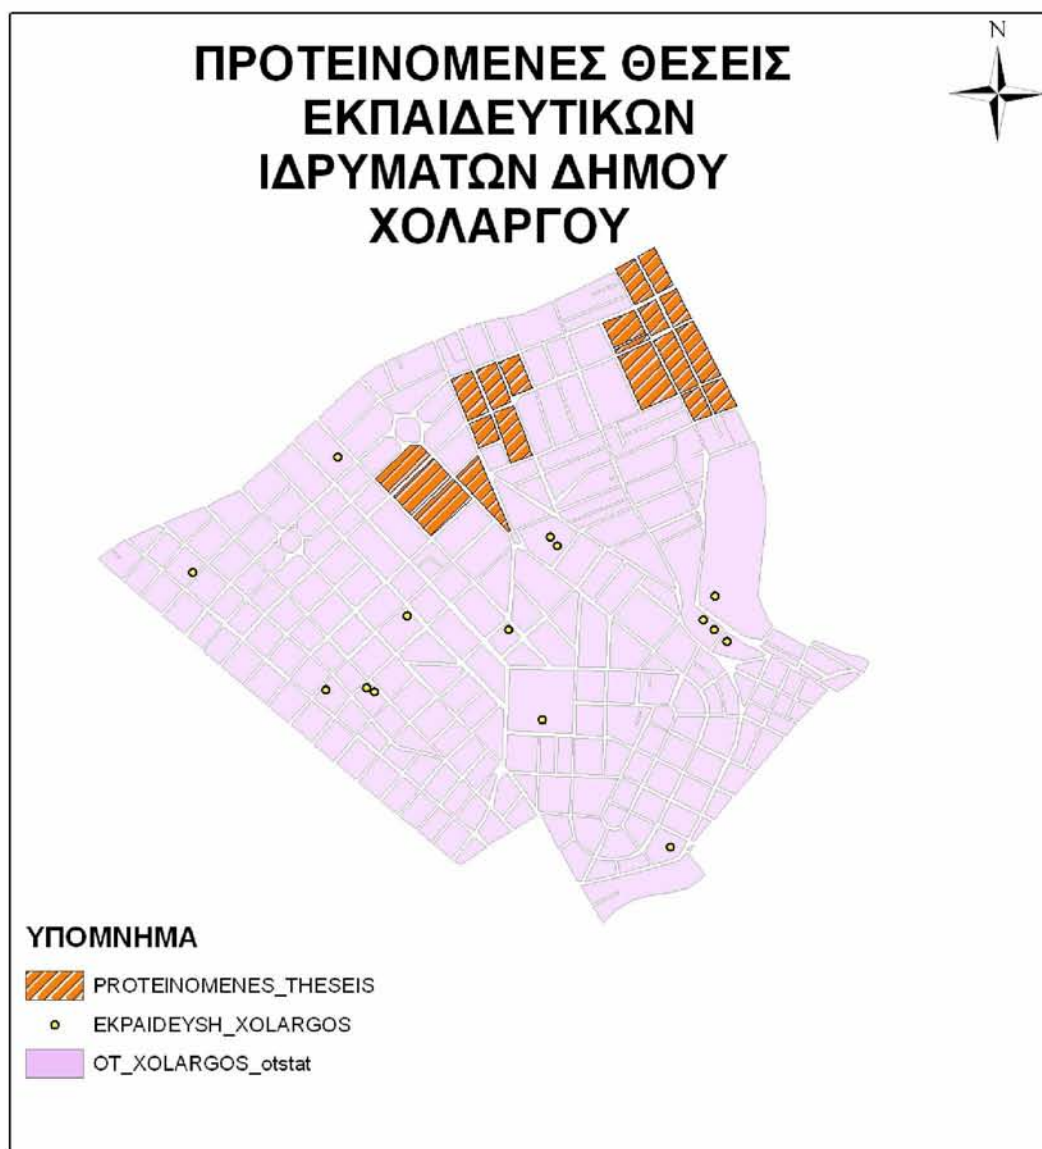 N
ΠΡΟΤΕΙΝΟΜΕΝΕΣ ΘΕΣΕΙΣ
ΕΚΠΑΙΔΕΥΤΙΚΩΝ
ΙΔΡΥΜΑΤΩΝ ΔΗΜΟΥ
ΧΟΛΑΡΓΟΥ
ΥΠΟΜΝΗΜΑ
PROTEINOMENES_THESEIS
EKPAIDEYSH_XOLARGOS
OT_XOLARGOS_otstat